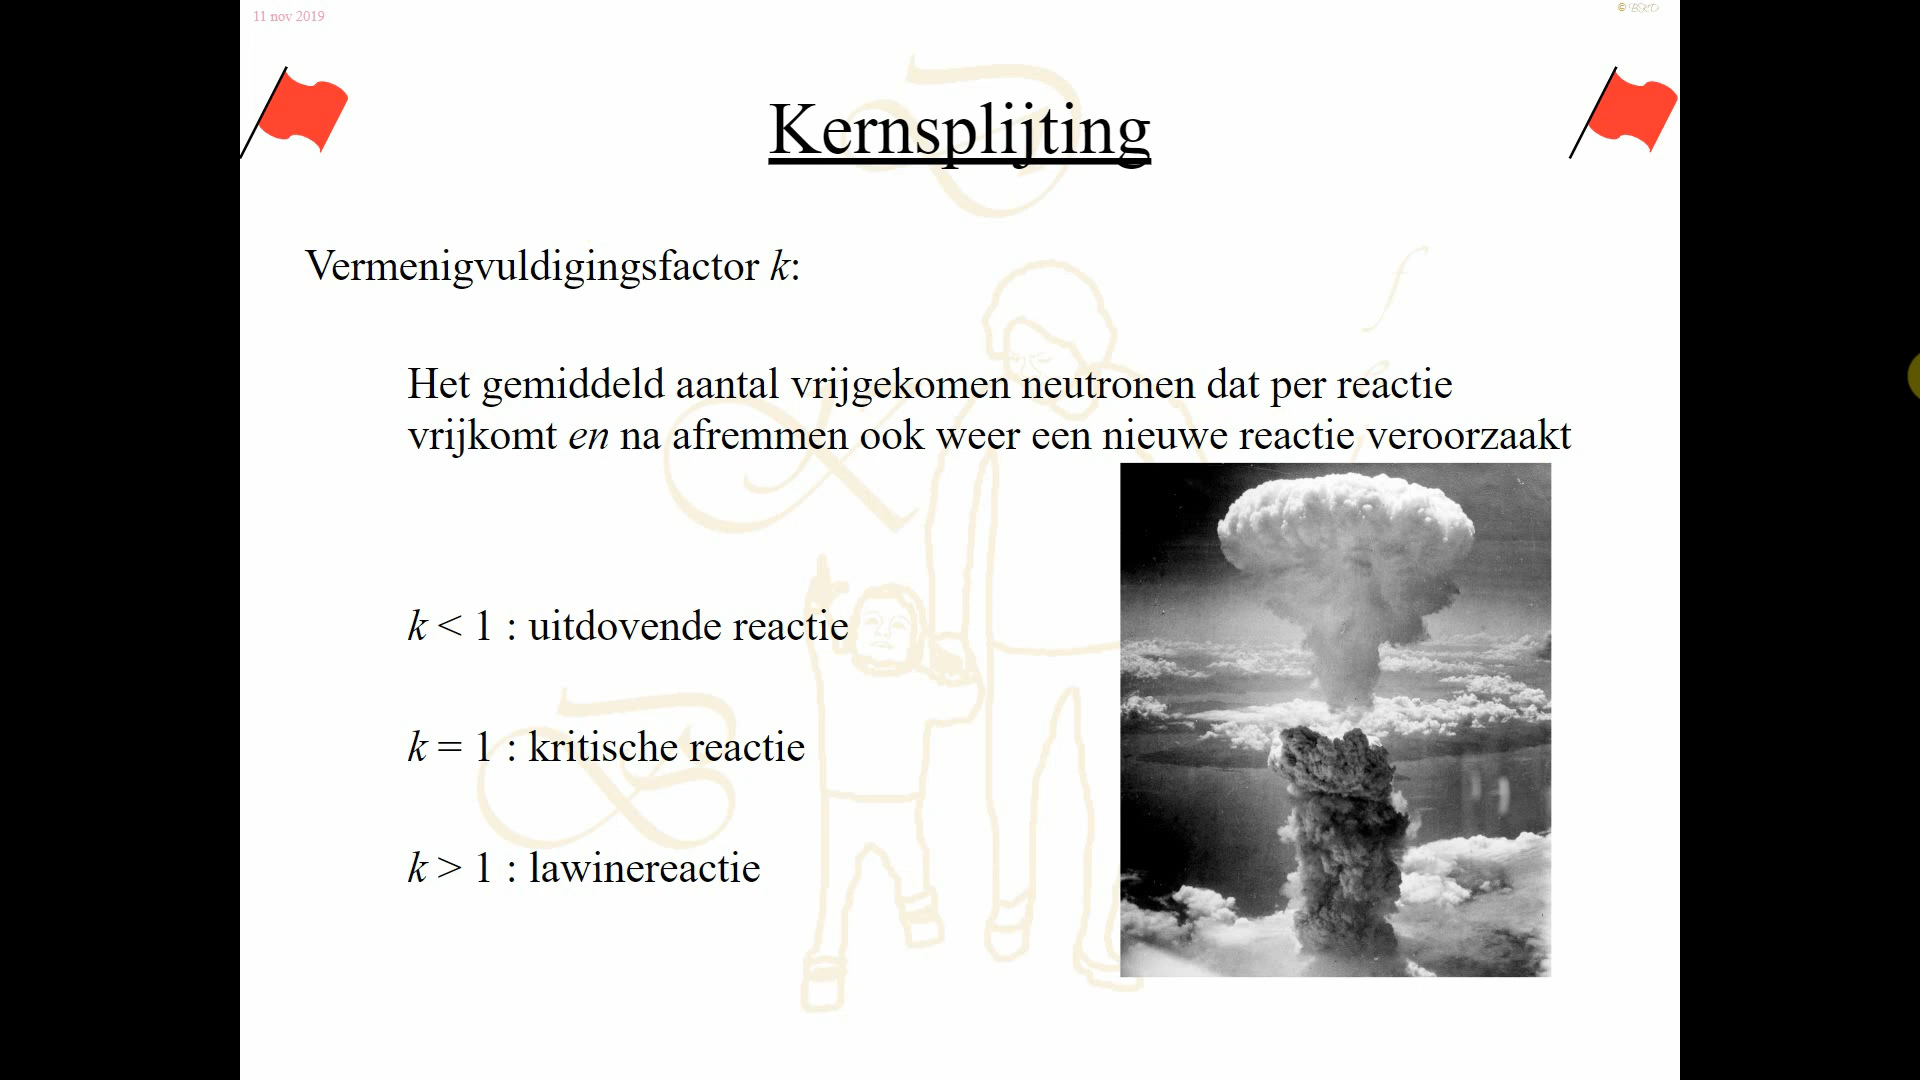 11 nov 2019
© BKO
Kernsplijting
Vermenigvuldigingsfactor k:
f
e
Het gemiddeld aantal vrijgekomen neutronen dat per reactie
vrijkomt en na afremmen ook weer een nieuwe reactie veroorzaakt
k < 1 : uitdovende reactie
k = 1 : kritische reactie
k > 1 : lawinereactie